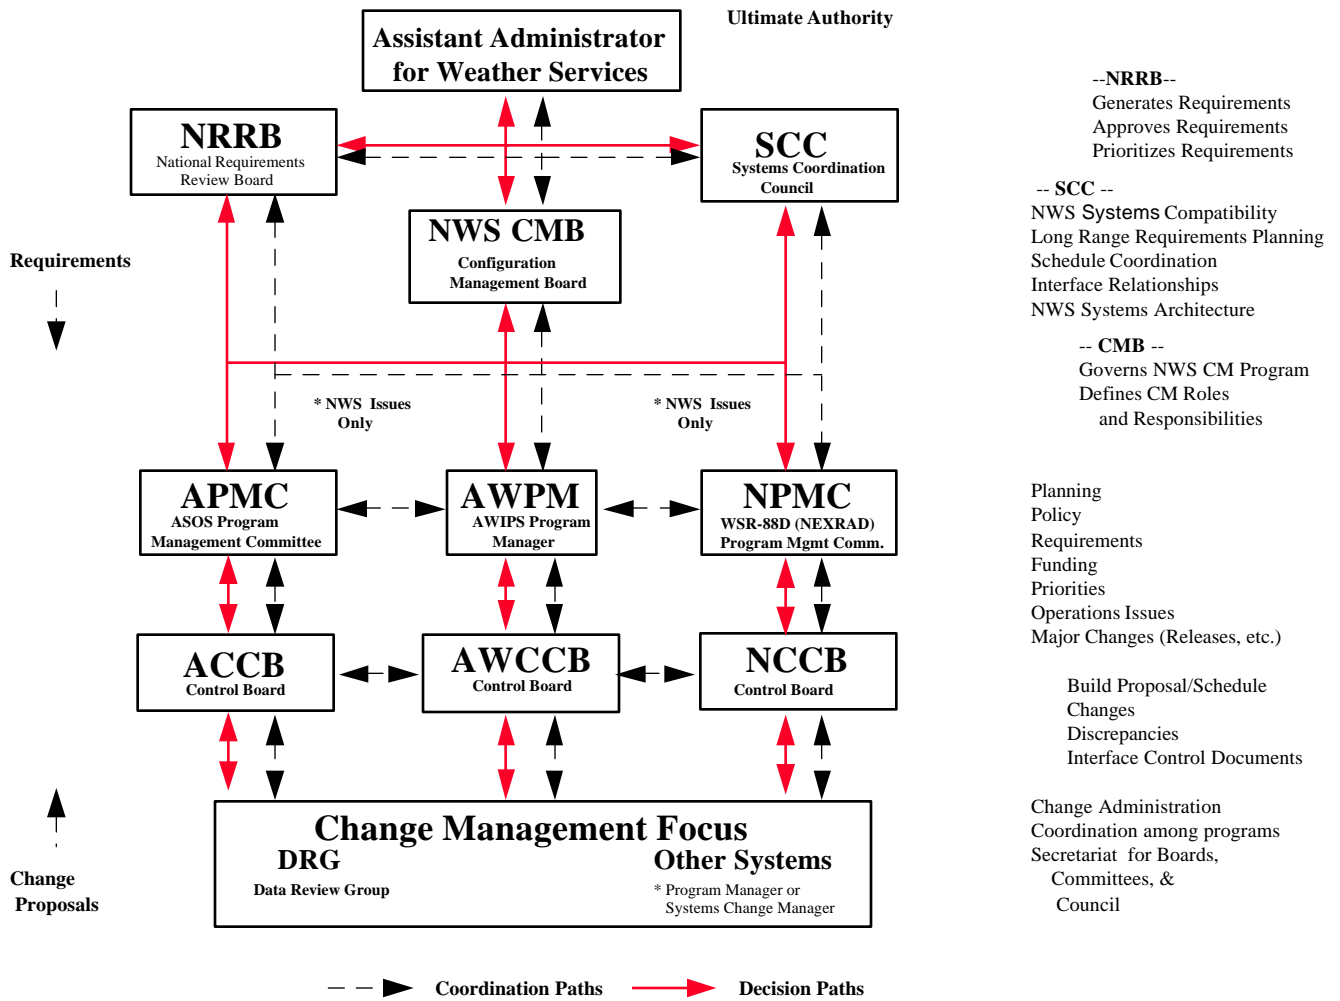 Ultimate Authority
Assistant Administrator
for Weather Services
NRRB
National Requirements
Review Board
SCC
Systems Coordination
Council
NWS CMB
Configuration
Management Board
Requirements
* NWS Issues
Only
* NWS Issues
Only
APMC
ASOS Program
Management Committee
AWPM
AWIPS Program
Manager
NPMC
WSR-88D (NEXRAD)
Program Mgmt Comm.
ACCB
Control Board
AWCCB
Control Board
NCCB
Control Board
Change Management Focus
DRG
Data Review Group
Other Systems
* Program Manager or
Systems Change Manager
Change
Proposals
Coordination Paths
Decision Paths
--NRRB--
Generates Requirements
Approves Requirements
Prioritizes Requirements
-- SCC --
NWS Systems Compatibility
Long Range Requirements Planning
Schedule Coordination
Interface Relationships
NWS Systems Architecture
-- CMB --
Governs NWS CM Program
Defines CM Roles
and Responsibilities
Planning
Policy
Requirements
Funding
Priorities
Operations Issues
Major Changes (Releases, etc.)
Build Proposal/Schedule
Changes
Discrepancies
Interface Control Documents
Change Administration
Coordination among programs
Secretariat for Boards,
Committees, &
Council